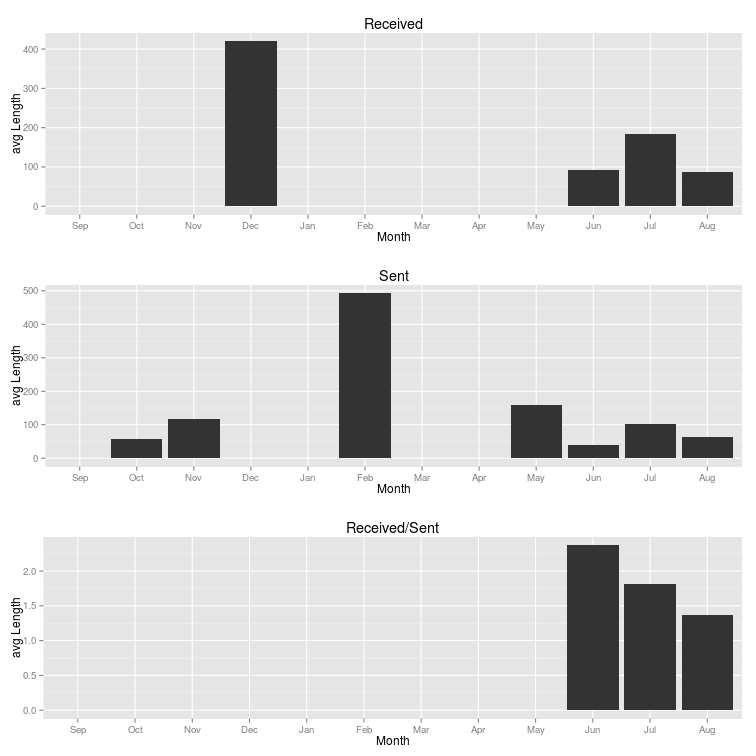 Received
avg Length
400
300
200
100
0
Sep Oct Nov Dec Jan Feb Mar Apr May Jun Jul Aug
Month
Sent
avg Length
500
400
300
200
100
0
Sep Oct Nov Dec Jan Feb Mar Apr May Jun Jul Aug
Month
Received/Sent
avg Length
2.0
1.5
1.0
0.5
0.0
Sep Oct Nov Dec Jan Feb Mar Apr May Jun Jul Aug
Month